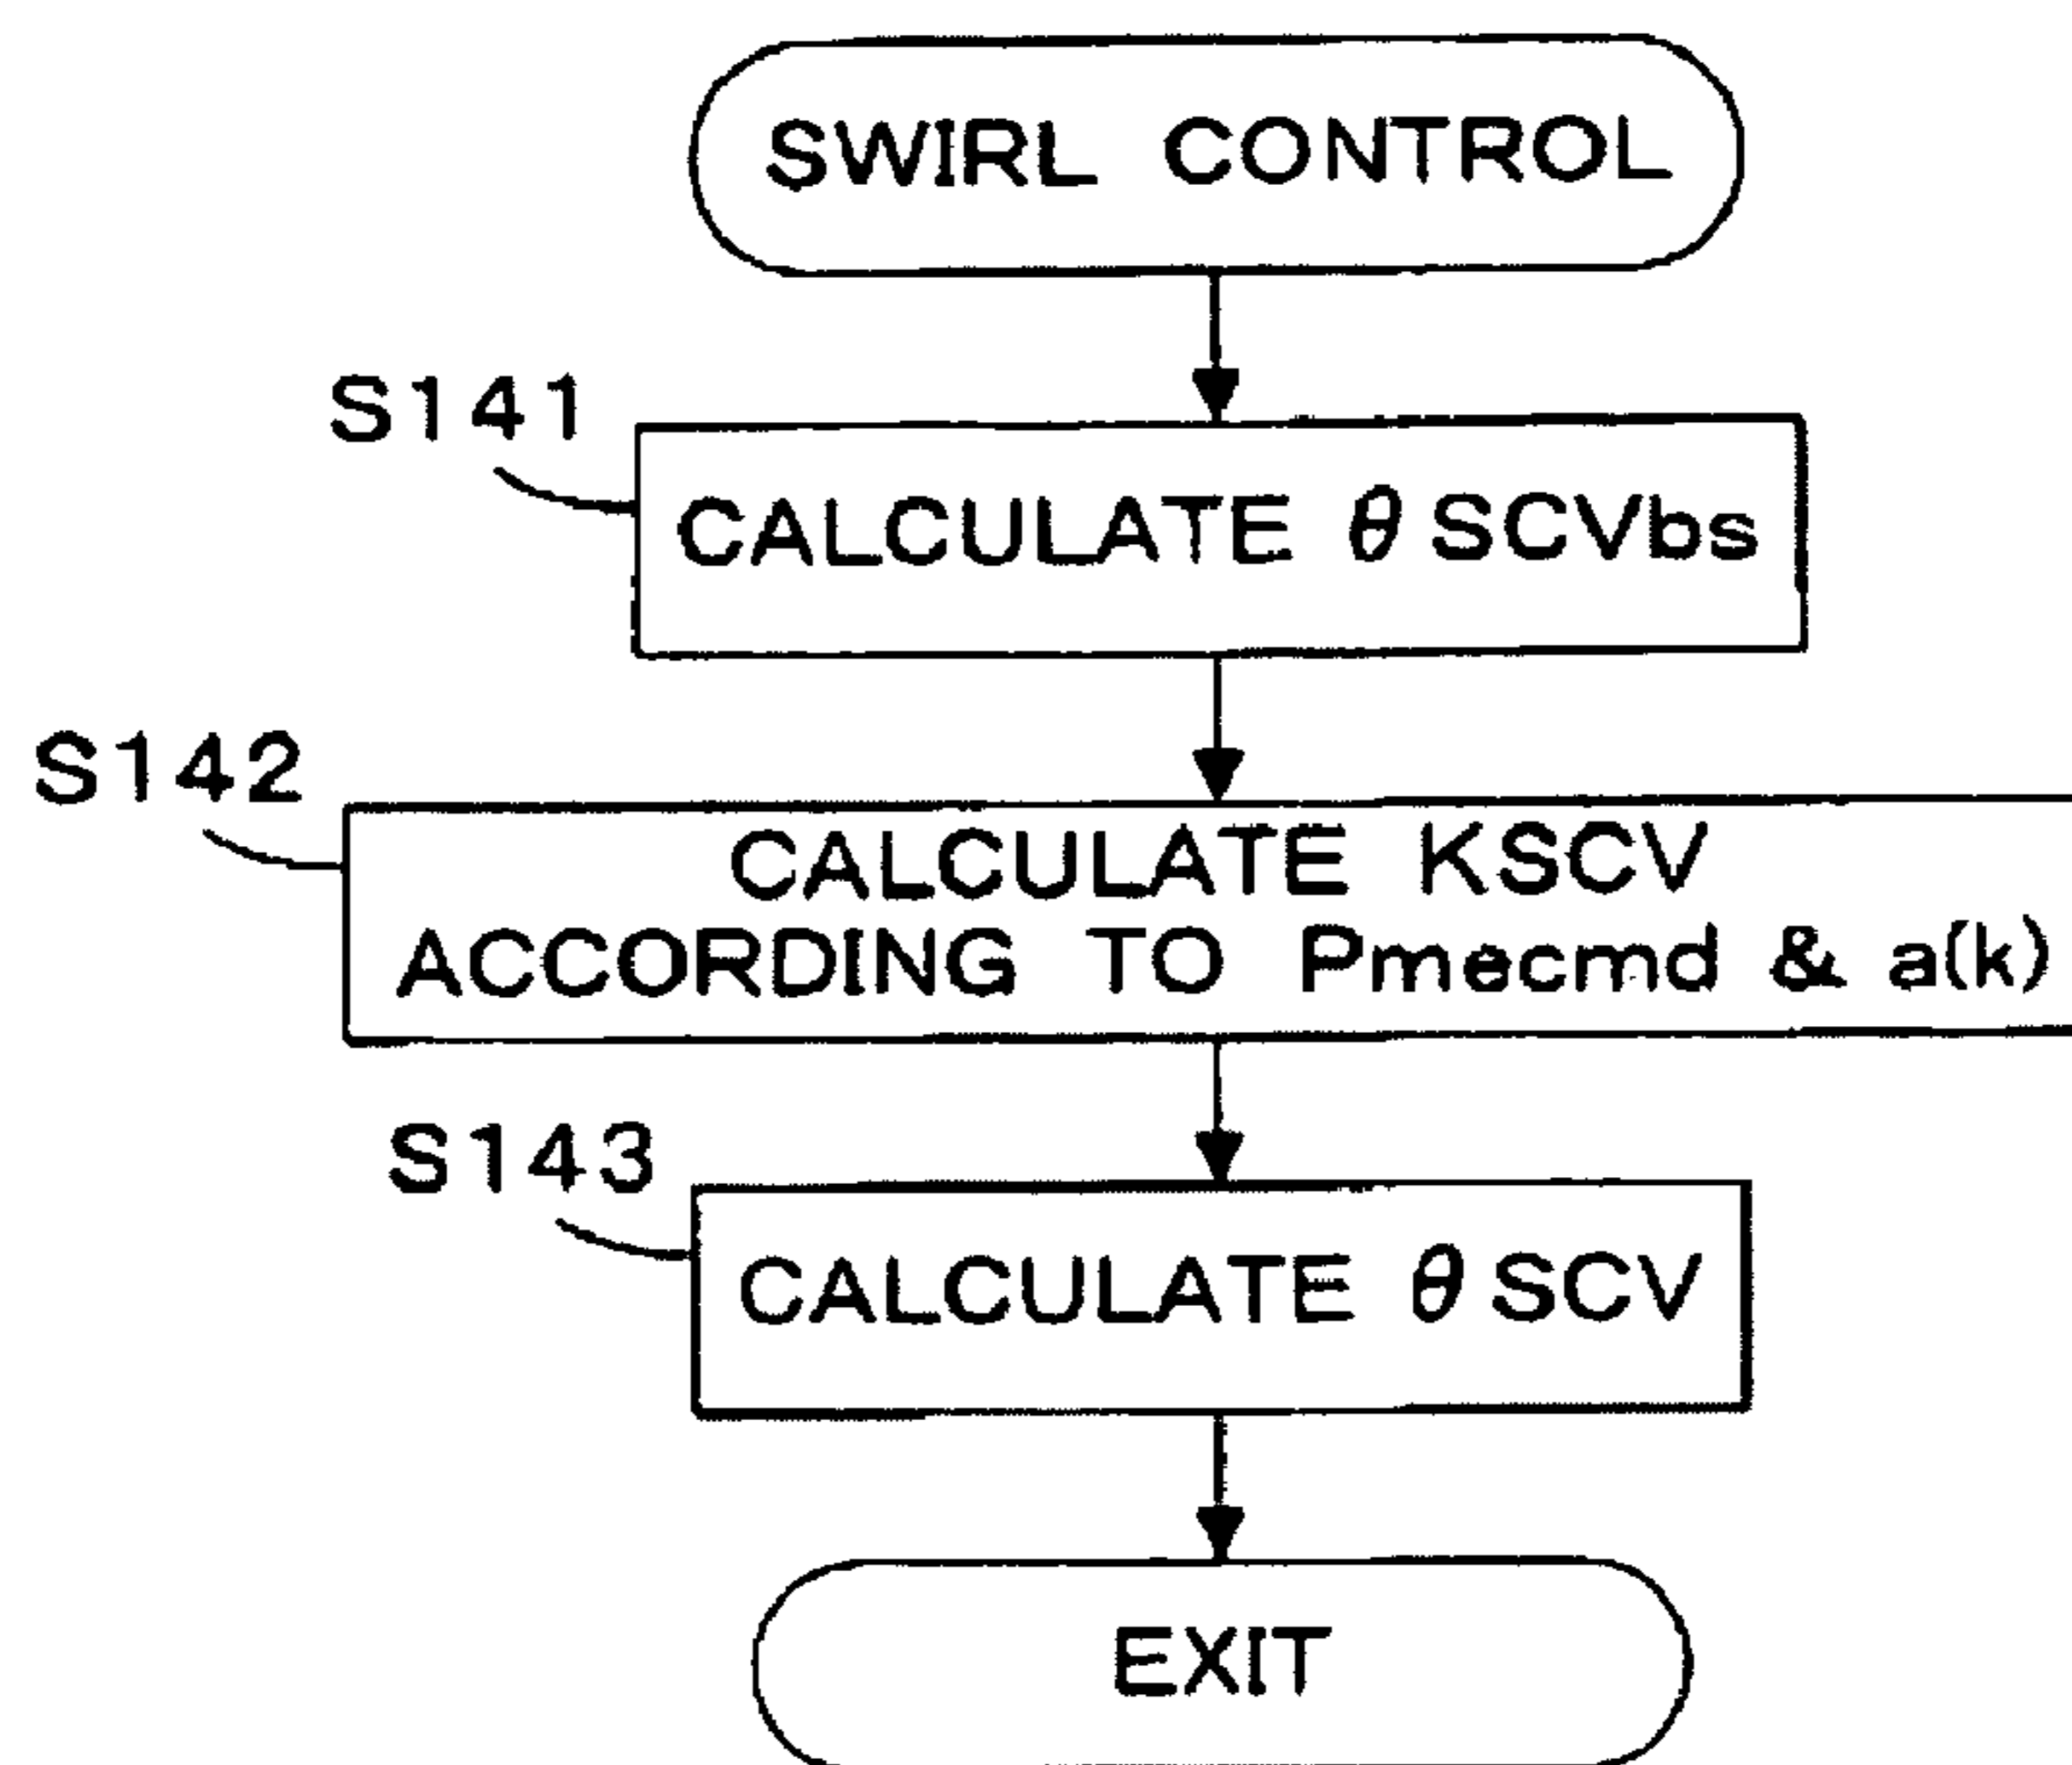 SWIRL CONTROL
S141
CALCULATE θSCVbs
S142
CALCULATE KSCV
ACCORDING TO Pmecmd & a(k)
S143
CALCULATE θSCV
EXIT